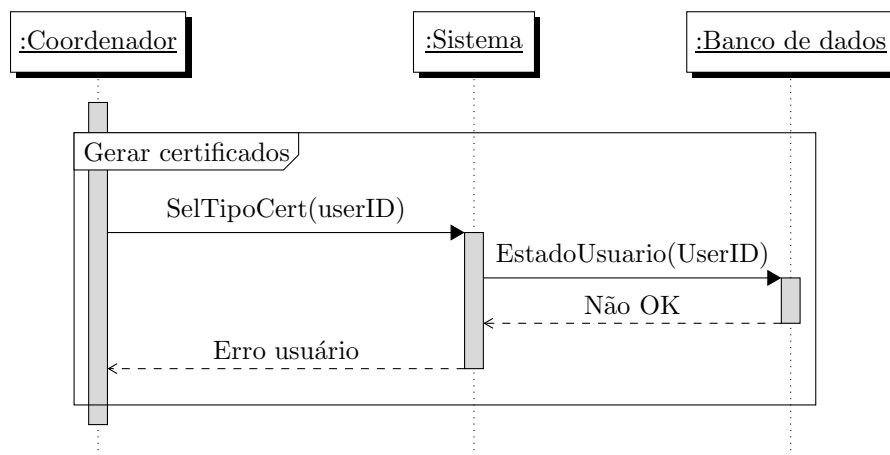 :Coordenador
:Sistema
:Banco de dados
Gerar certificados
SelTipoCert(userID)
EstadoUsuario(UserID)
Não OK
Erro usuário